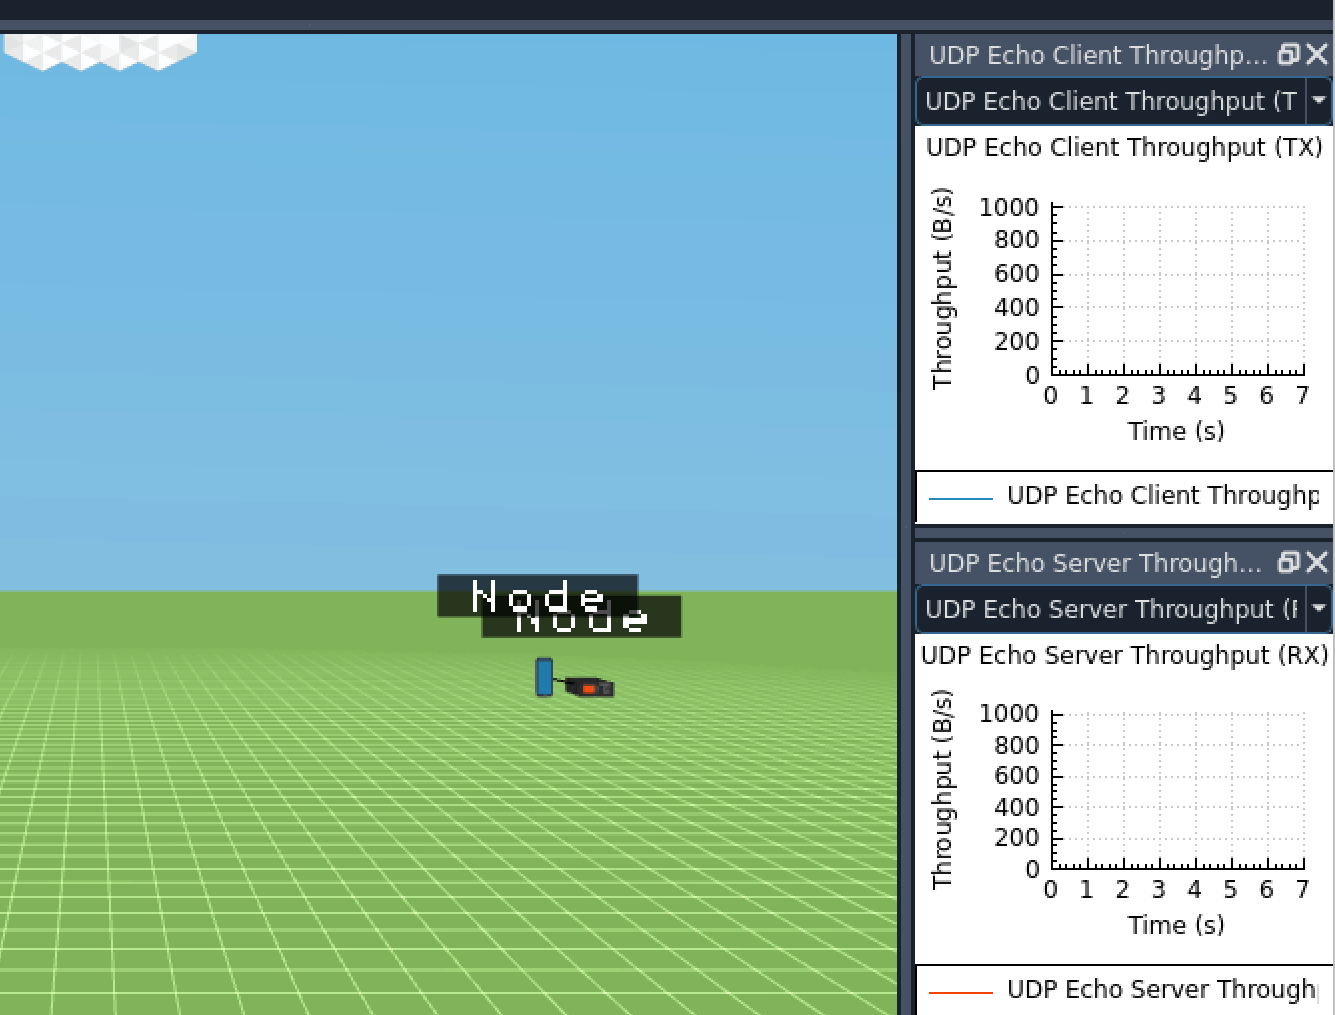 Node
Node
UDP Echo Client Throughp...
UDP Echo Client Throughput (T
UDP Echo Client Throughput (TX)
Throughput (B/s)
1000
800
600
400
200
0
0 1 2 3 4 5 6 7
Time (s)
UDP Echo Client Throughp
UDP Echo Server Through...
UDP Echo Server Throughput (F
UDP Echo Server Throughput (RX)
Throughput (B/s)
1000
800
600
400
200
0
0 1 2 3 4 5 6 7
Time (s)
UDP Echo Server Through